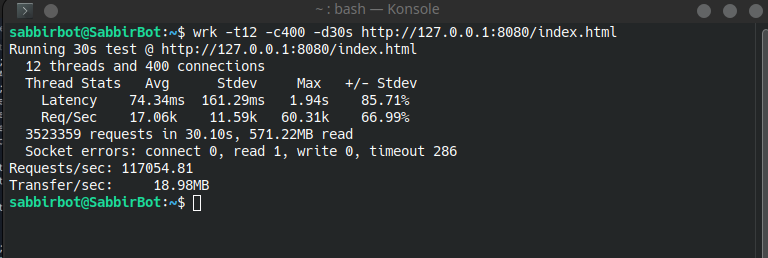 ~ : bash — Konsole
sabbirbot@SabbirBot:~$ wrk -t12 -c400 -d30s http://127.0.0.1:8080/index.html
Running 30s test @ http://127.0.0.1:8080/index.html
  12 threads and 400 connections
  Thread Stats   Avg      Stdev     Max   +/- Stdev
    Latency    74.34ms  161.29ms   1.94s    85.71%
    Req/Sec    17.06k    11.59k   60.31k    66.99%
  3523359 requests in 30.10s, 571.22MB read
  Socket errors: connect 0, read 1, write 0, timeout 286
Requests/sec: 117054.81
Transfer/sec:     18.98MB
sabbirbot@SabbirBot:~$